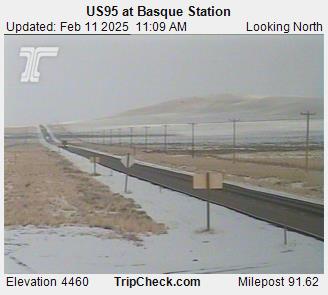 US95 at Basque Station
Updated: Feb 11 2025 11:09 AM Looking North
Elevation 4460 TripCheck.com Milepost 91.62